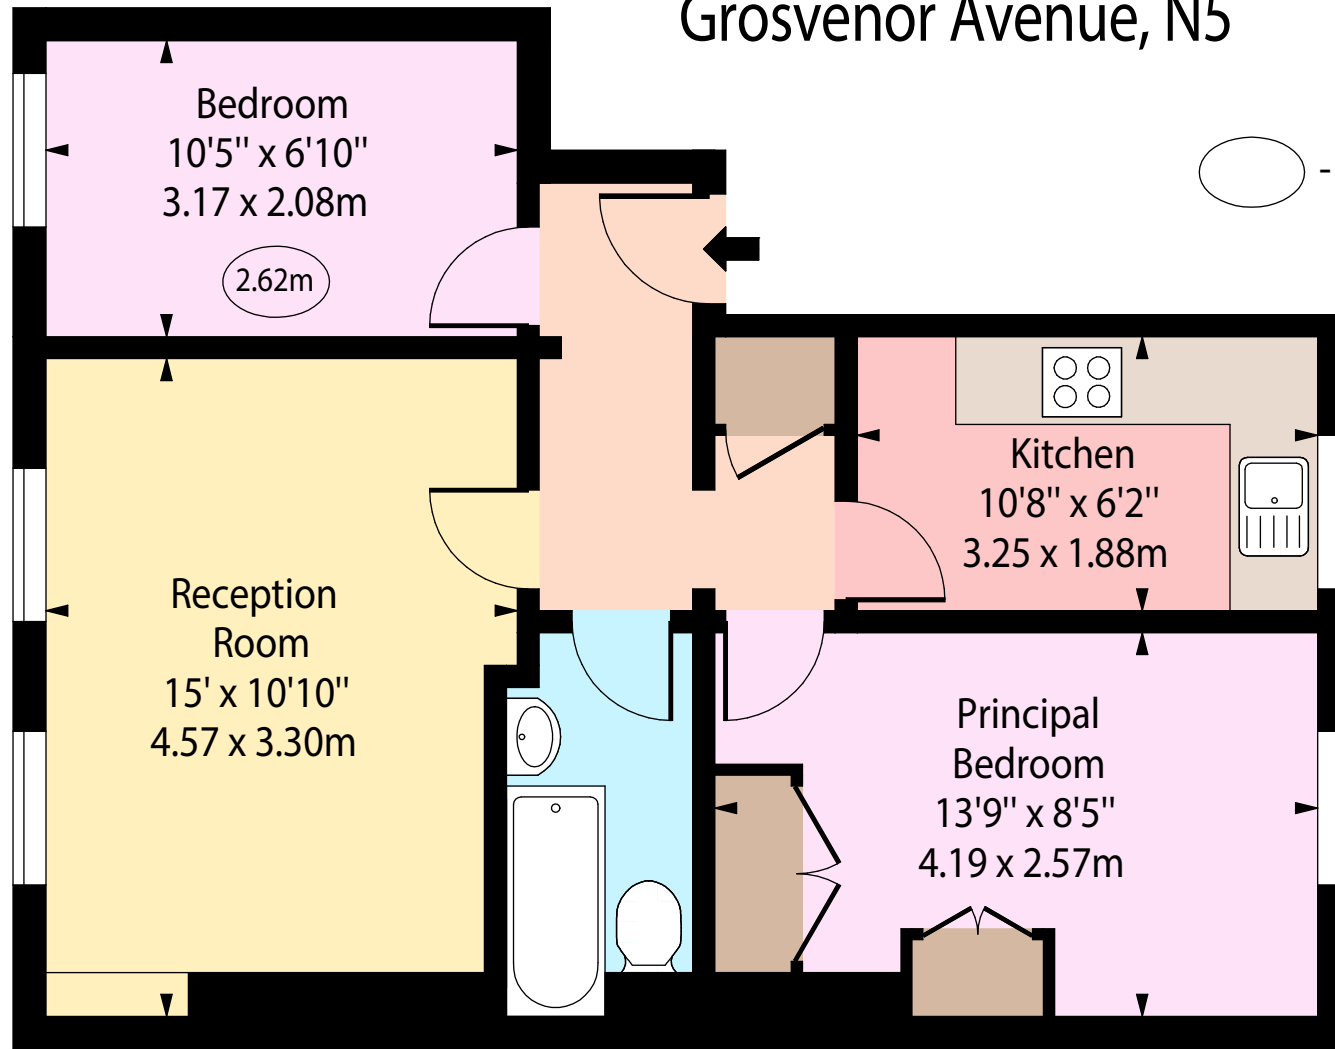 Grosvenor Avenue, N5
-
Bedroom
10'5" x 6'10"
3.17 x 2.08m
2.62m
Kitchen
10'8" x 6'2"
3.25 x 1.88m
Reception
Room
15' x 10'10"
4.57 x 3.30m
Principal
Bedroom
13'9" x 8'5"
4.19 x 2.57m